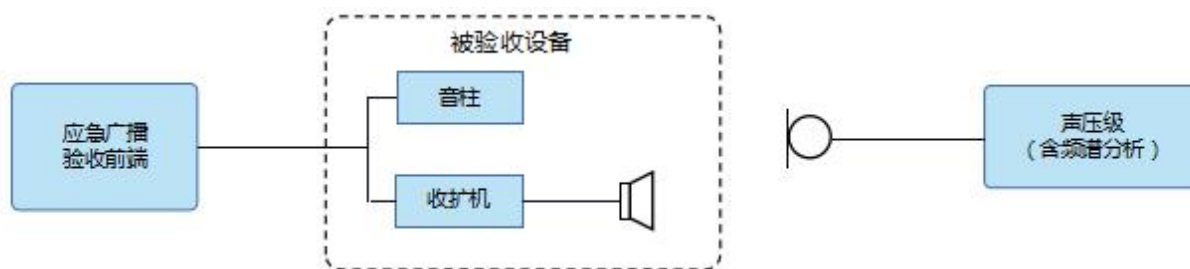 被验收设备
音柱
应急广播
验收前端
收扩机
声压级
（含频谱分析）